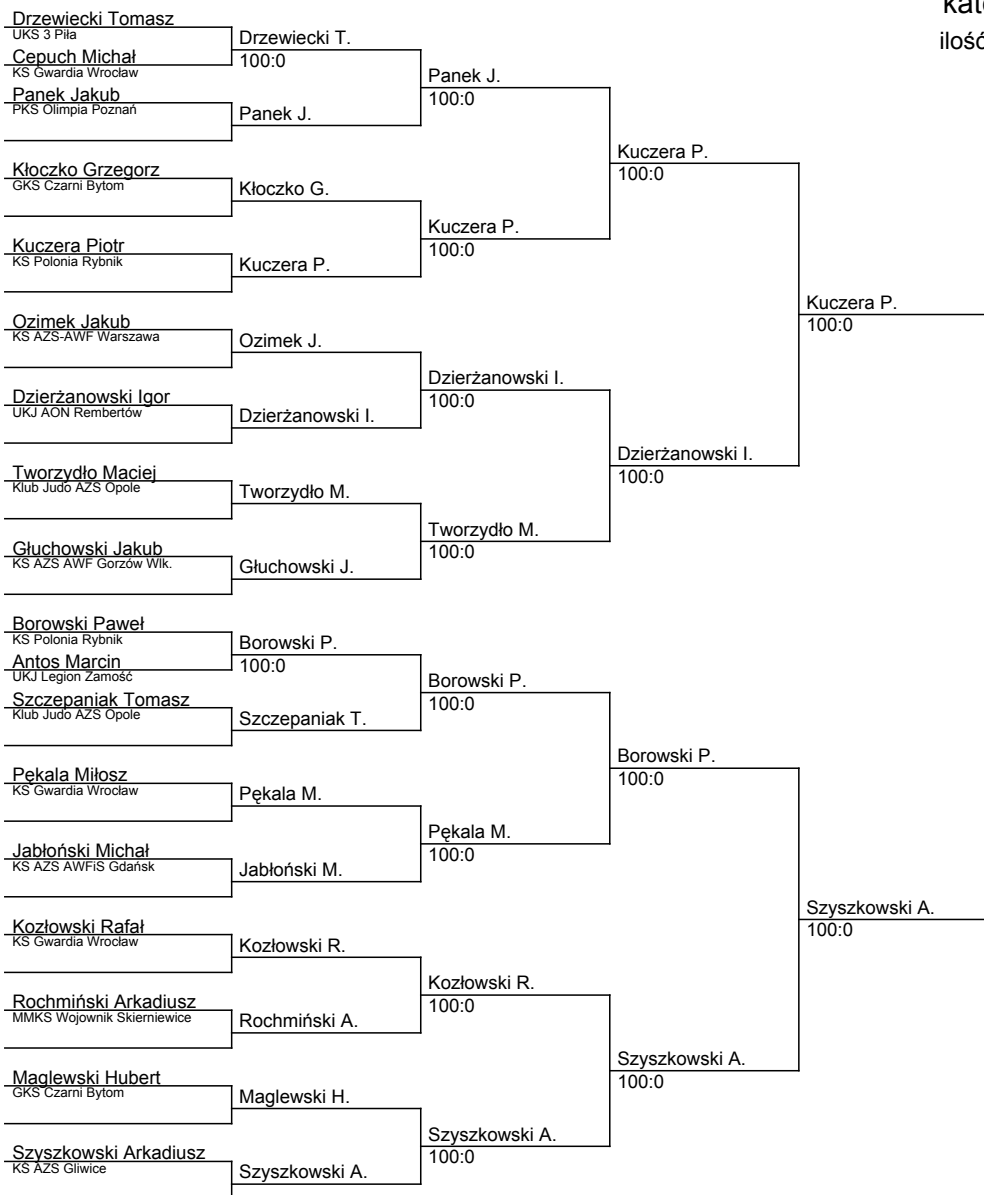 kate
ilość
Drzewiecki Tomasz
UKS 3 Piła
Cepuch Michał
KS Gwardia Wrocław
Panek Jakub
PKS Olimpia Poznań
Kłoczko Grzegorz
GKS Czarni Bytom
Kuczera Piotr
KS Polonia Rybnik
Ozimek Jakub
KS AZS-AWF Warszawa
Dzierżanowski Igor
UKJ AON Rembertów
Tworzydło Maciej
Klub Judo AZS Opole
Głuchowski Jakub
KS AZS AWF Gorzów Wlk.
Borowski Paweł
KS Polonia Rybnik
Antos Marcin
UKJ Legion Zamość
Szczepaniak Tomasz
Klub Judo AZS Opole
Pękala Miłosz
KS Gwardia Wrocław
Jabłoński Michał
KS AZS AWFiS Gdańsk
Kozłowski Rafał
KS Gwardia Wrocław
Rochmiński Arkadiusz
MMKS Wojownik Skierniewice
Maglewski Hubert
GKS Czarni Bytom
Szyszkowski Arkadiusz
KS AZS Gliwice
Drzewiecki T.
100:0
Panek J.
Kłoczko G.
Kuczera P.
Ozimek J.
Dzierżanowski I.
Tworzydło M.
Głuchowski J.
Borowski P.
100:0
Szczepaniak T.
Pękala M.
Jabłoński M.
Kozłowski R.
Rochmiński A.
Maglewski H.
Szyszkowski A.
Panek J.
100:0
Kuczera P.
100:0
Dzierżanowski I.
100:0
Tworzydło M.
100:0
Borowski P.
100:0
Pękala M.
100:0
Kozłowski R.
100:0
Szyszkowski A.
100:0
Kuczera P.
100:0
Dzierżanowski I.
100:0
Borowski P.
100:0
Szyszkowski A.
100:0
Kuczera P.
100:0
Szyszkowski A.
100:0